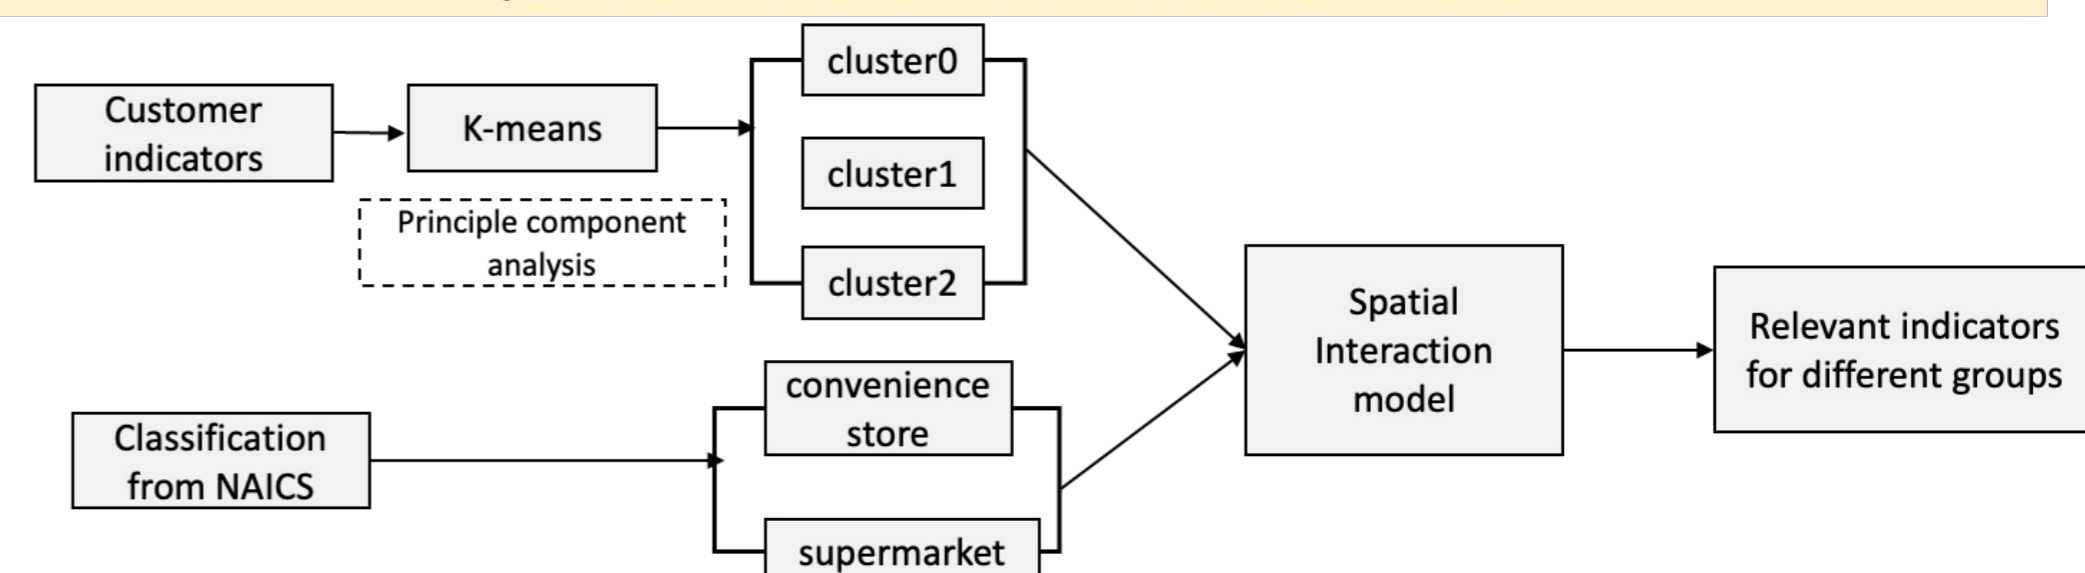 Customer
indicators
K-means
Principle component
analysis
cluster0
cluster1
cluster2
Classification
from NAICS
convenience
store
supermarket
Spatial
Interaction
model
Relevant indicators
for different groups